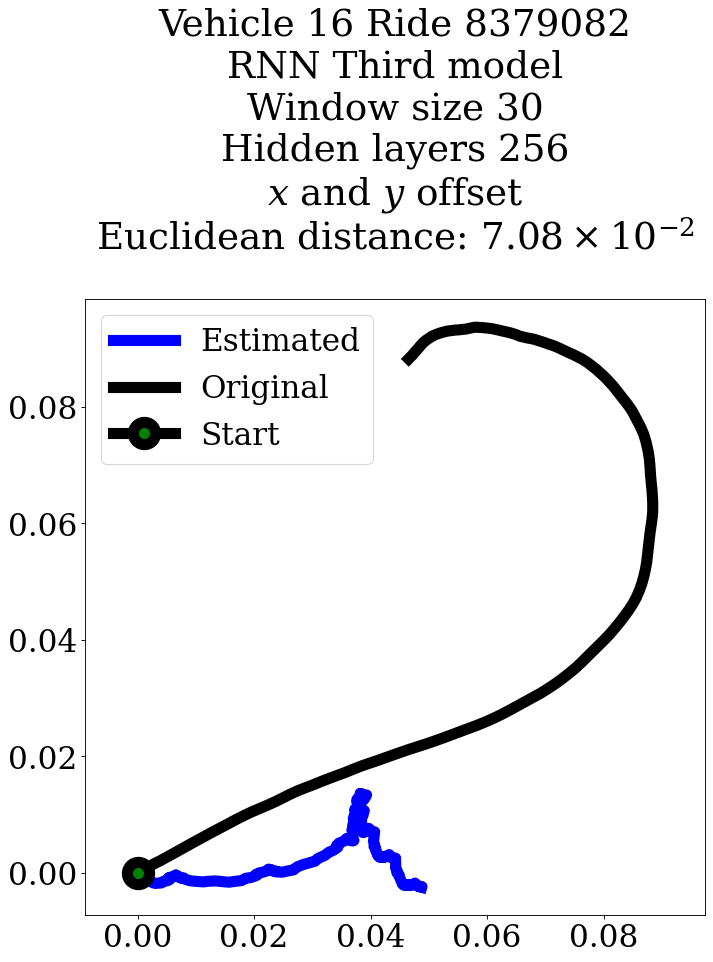 Vehicle 16 Ride 8379082
RNN Third model
Window size 30
Hidden layers 256
x and y offset
Euclidean distance: 7.08 × 10⁻²
Estimated
Original
Start
0.08
0.06
0.04
0.02
0.00
0.00 0.02 0.04 0.06 0.08